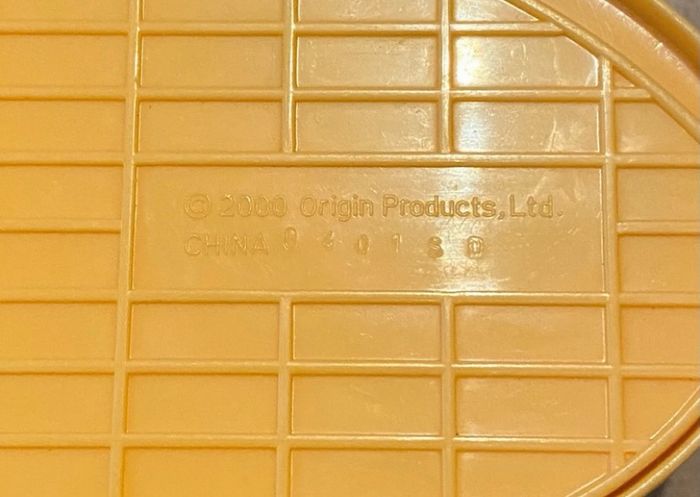 © 2000 Origin Products, Ltd.
CHINA